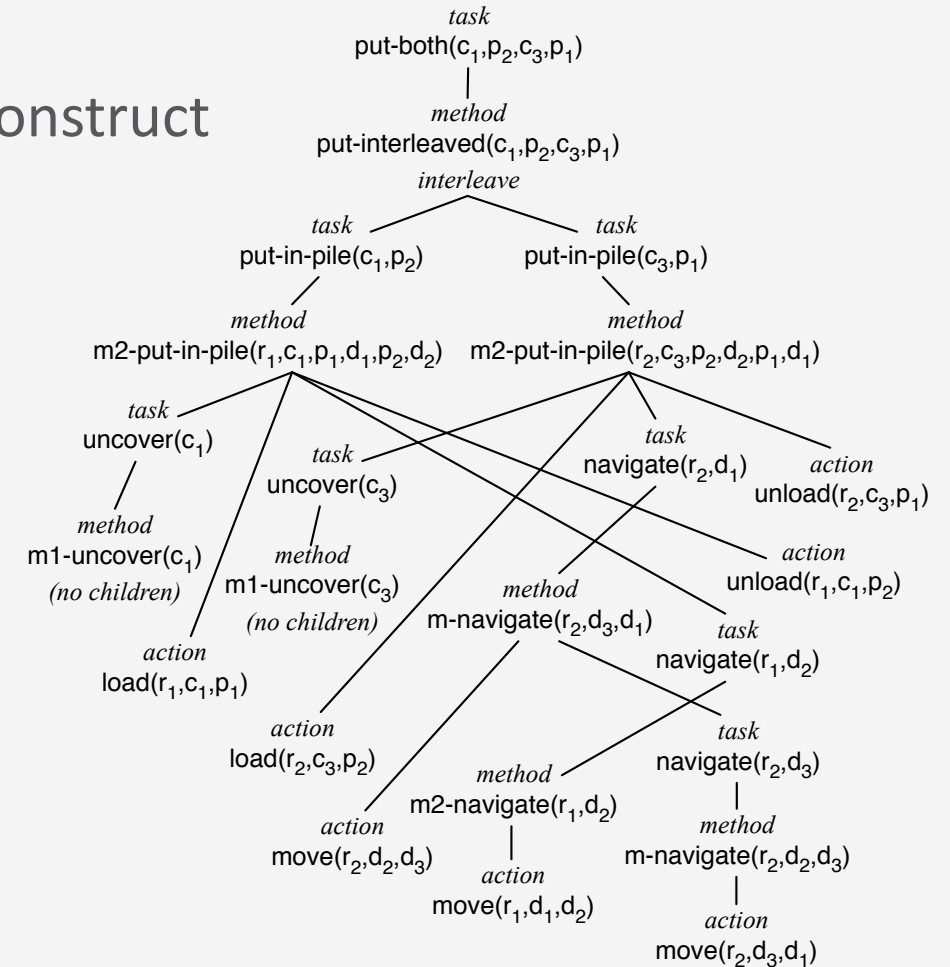 task
put-both(c₁,p₂,c₃,p₁)
onstruct
method
put-interleaved(c₁,p₂,c₃,p₁)
interleave
task
put-in-pile(c₁,p₂)
task
put-in-pile(c₃,p₁)
method
m2-put-in-pile(r₁,c₁,p₁,d₁,p₂,d₂)
method
m2-put-in-pile(r₂,c₃,p₂,d₂,p₁,d₁)
task
uncover(c₁)
task
uncover(c₃)
task
navigate(r₂,d₁)
action
unload(r₂,c₃,p₁)
method
m1-uncover(c₁)
(no children)
method
m1-uncover(c₃)
(no children)
action
unload(r₁,c₁,p₂)
method
m-navigate(r₂,d₃,d₁)
task
navigate(r₁,d₂)
action
load(r₁,c₁,p₁)
action
load(r₂,c₃,p₂)
task
navigate(r₂,d₃)
method
m2-navigate(r₁,d₂)
action
move(r₂,d₂,d₃)
method
m-navigate(r₂,d₂,d₃)
action
move(r₁,d₁,d₂)
action
move(r₂,d₃,d₁)